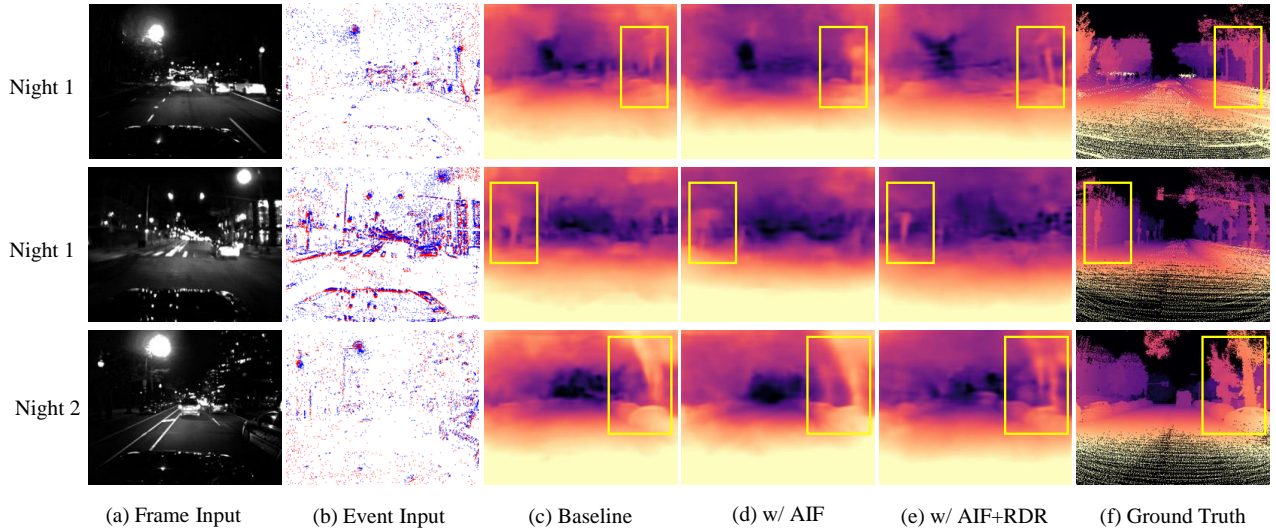 Night 1
Night 1
Night 2
(a) Frame Input (b) Event Input (c) Baseline (d) w/ AIF (e) w/ AIF+RDR (f) Ground Truth